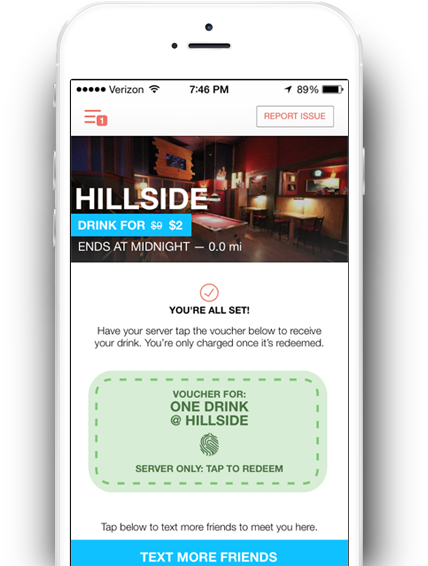 Verizon 7:46 PM 89%
1 REPORT ISSUE
HILLSIDE
DRINK FOR $9 $2
ENDS AT MIDNIGHT — 0.0 mi
YOU'RE ALL SET!
Have your server tap the voucher below to receive
your drink. You're only charged once it's redeemed.
VOUCHER FOR:
ONE DRINK
@ HILLSIDE
SERVER ONLY: TAP TO REDEEM
Tap below to text more friends to meet you here.
TEXT MORE FRIENDS